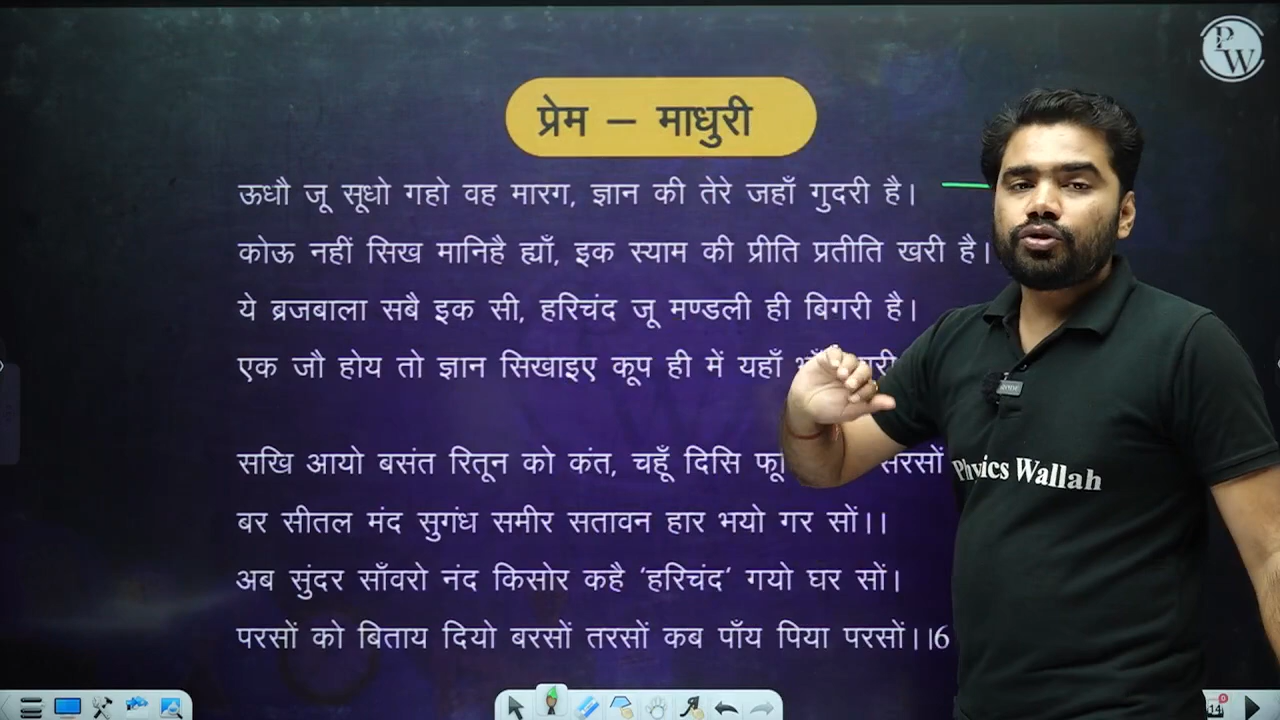 PW
प्रेम – माधुरी
ऊधौ जू सूधो गहो वह मारग, ज्ञान की तेरे जहाँ गुदरी है।
कोऊ नहीं सिख मानिहै ह्याँ, इक स्याम की प्रीति प्रतीति खरी है।
ये ब्रजबाला सबै इक सी, हरिचंद जू मण्डली ही बिगरी है।
एक जौ होय तो ज्ञान सिखाइए कूप ही में यहाँ
सखि आयो बसंत रितून को कंत, चहूँ दिसि सरसों
बर सीतल मंद सुगंध समीर सतावन हार भयो गर सों।।
अब सुंदर साँवरो नंद किसोर कहै 'हरिचंद' गयो घर सों।
परसों को बिताय दियो बरसों तरसों कब पाँय पिया परसों।।6
Physics Wallah
14